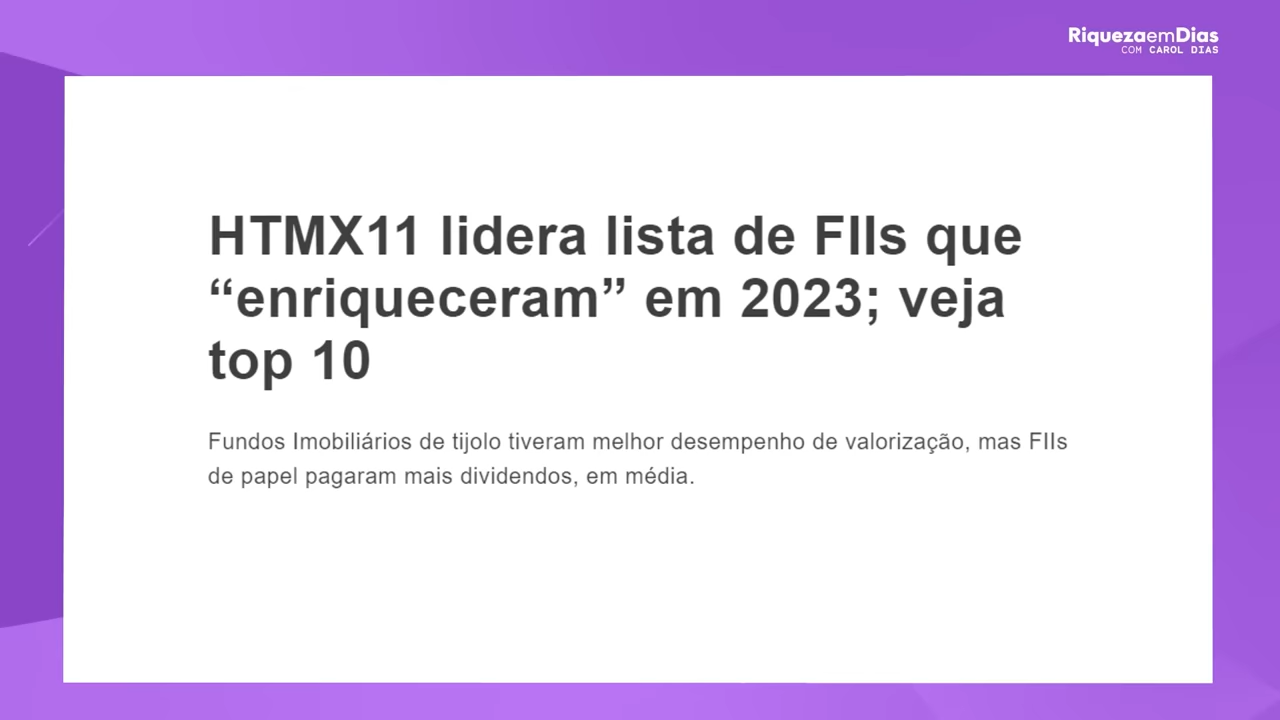 RiquezaemDias
COM CAROL DIAS
HTMX11 lidera lista de FIIs que
“enriqueceram” em 2023; veja
top 10
Fundos Imobiliários de tijolo tiveram melhor desempenho de valorização, mas FIIs
de papel pagaram mais dividendos, em média.